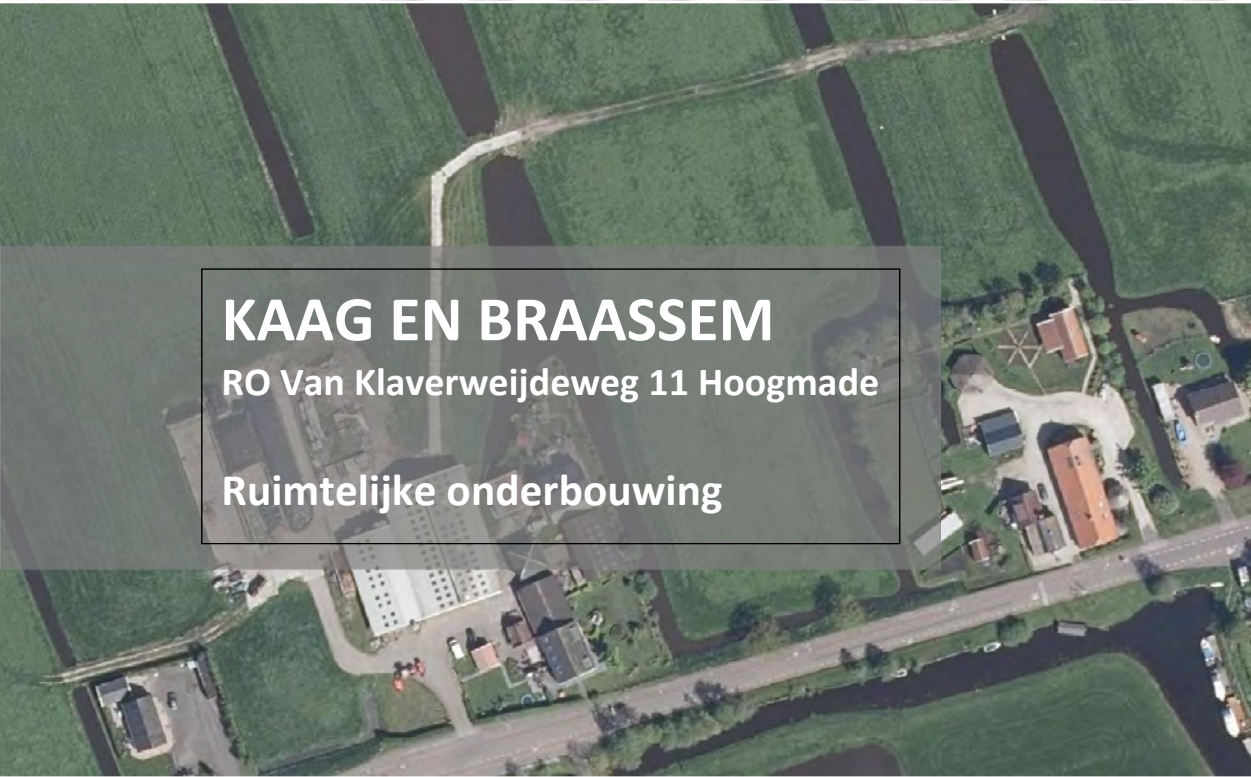 KAAG EN BRAASSEM
RO Van Klaverweijdeweg 11 Hoogmade
Ruimtelijke onderbouwing